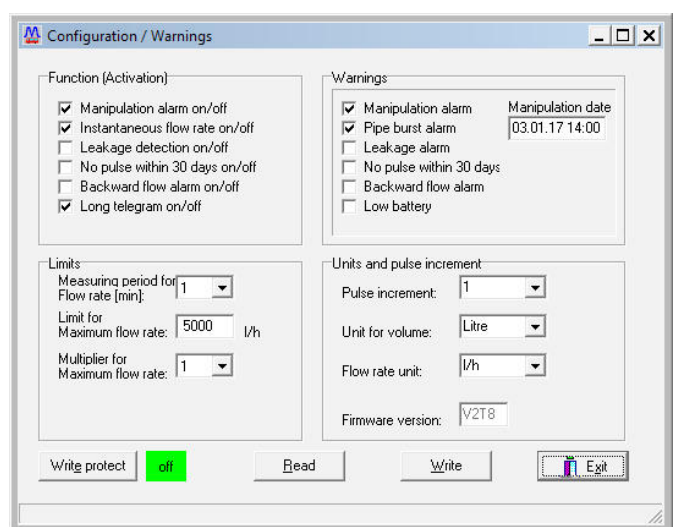 Configuration / Warnings
Function (Activation)
Manipulation alarm on/off
Instantaneous flow rate on/off
Leakage detection on/off
No pulse within 30 days on/off
Backward flow alarm on/off
Long telegram on/off
Warnings
Manipulation alarm
Pipe burst alarm
Leakage alarm
No pulse within 30 days
Backward flow alarm
Low battery
Manipulation date
03.01.17 14:00
Limits
Measuring period for
Flow rate [min]: 1
Limit for
Maximum flow rate: 5000 l/h
Multiplier for
Maximum flow rate: 1
Units and pulse increment
Pulse increment: 1
Unit for volume: Litre
Flow rate unit: l/h
Firmware version: V2T8
Write protect off Read Write Exit